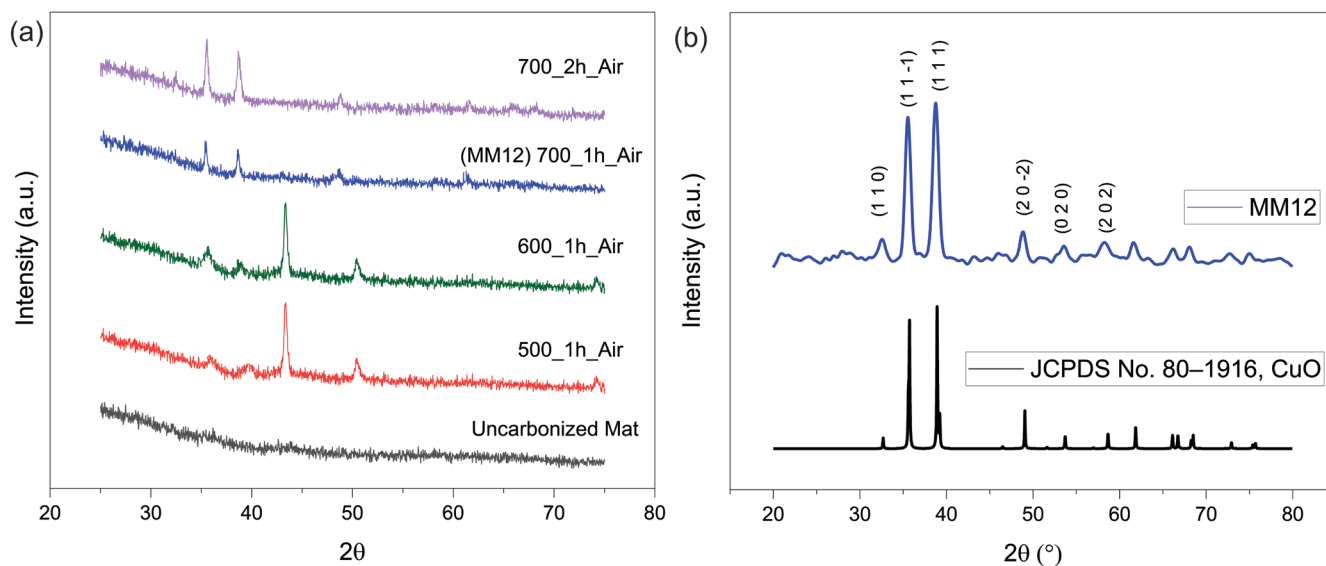 (a)
700_2h_Air
(MM12) 700_1h_Air
600_1h_Air
500_1h_Air
Uncarbonized Mat
Intensity (a.u.)
20 30 40 50 60 70 80
2θ
(b)
(1 1 0)
(1 1 -1)
(1 1 1)
(2 0 -2)
(0 2 0)
(2 0 2)
MM12
JCPDS No. 80–1916, CuO
Intensity (a.u.)
20 30 40 50 60 70 80
2θ (°)